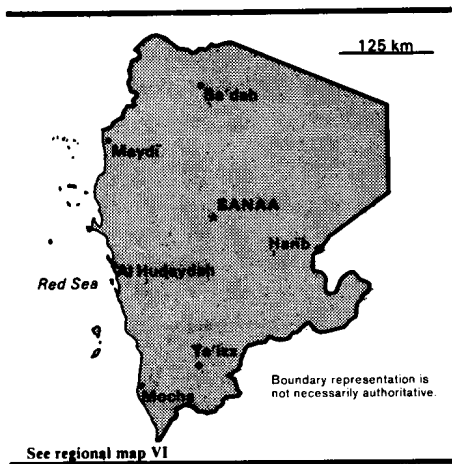 125 km
Sa'dah
Maydi
SANAA
Harib
Al Hudaydah
Red Sea
Ta'izz
Mocha
Boundary representation is
not necessarily authoritative.
See regional map VI